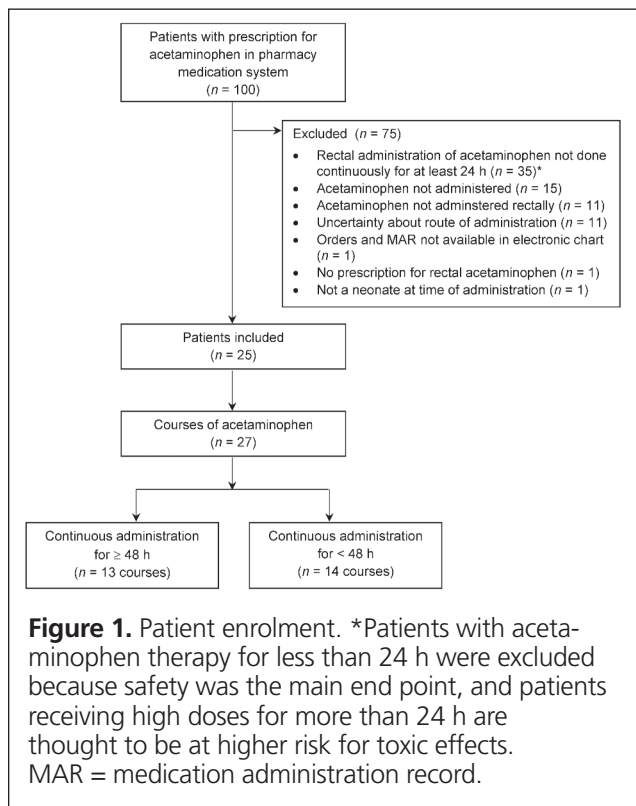 Patients with prescription for
acetaminophen in pharmacy
medication system
(n = 100)
Excluded (n = 75)
• Rectal administration of acetaminophen not done
continuously for at least 24 h (n = 35)*
• Acetaminophen not administered (n = 15)
• Acetaminophen not adminstered rectally (n = 11)
• Uncertainty about route of administration (n = 11)
• Orders and MAR not available in electronic chart
(n = 1)
• No prescription for rectal acetaminophen (n = 1)
• Not a neonate at time of administration (n = 1)
Patients included
(n = 25)
Courses of acetaminophen
(n = 27)
Continuous administration
for ≥ 48 h
(n = 13 courses)
Continuous administration
for < 48 h
(n = 14 courses)
Figure 1. Patient enrolment. *Patients with aceta-
minophen therapy for less than 24 h were excluded
because safety was the main end point, and patients
receiving high doses for more than 24 h are
thought to be at higher risk for toxic effects.
MAR = medication administration record.